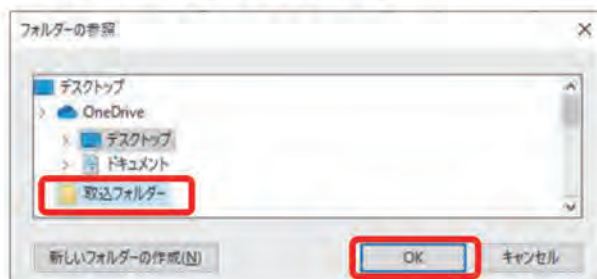 フォルダーの参照
デスクトップ
OneDrive
デスクトップ
ドキュメント
取込フォルダー
新しいフォルダーの作成(N)
OK
キャンセル